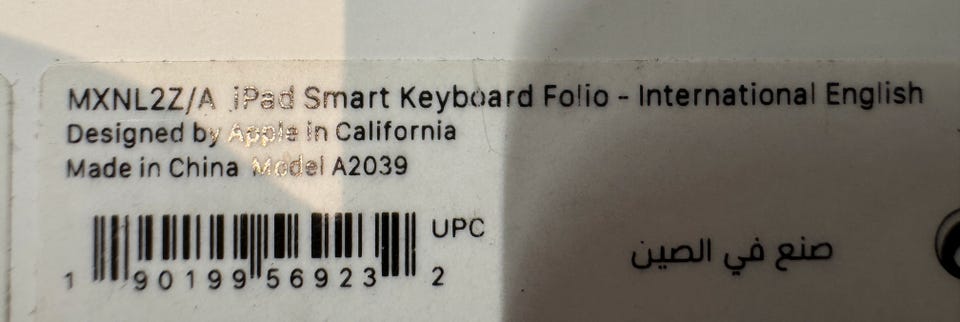 MXNL2Z/A iPad Smart Keyboard Folio - International English
Designed by Apple in California
Made in China Model A2039
UPC
1 90199 56923 2
صنع في الصين